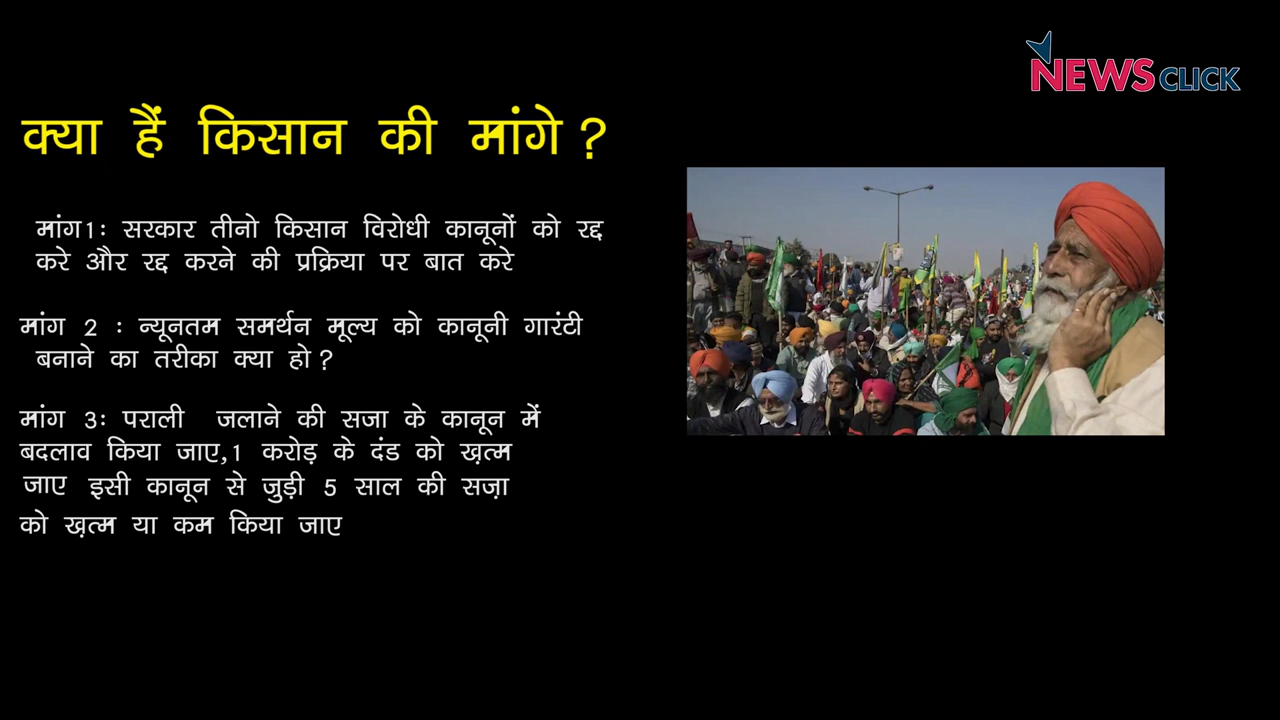 NEWSCLICK
क्या हैं किसान की मांगे ?
मांग1: सरकार तीनो किसान विरोधी कानूनों को रद्द
करे और रद्द करने की प्रक्रिया पर बात करे
मांग 2 : न्यूनतम समर्थन मूल्य को कानूनी गारंटी
बनाने का तरीका क्या हो ?
मांग 3: पराली जलाने की सजा के कानून में
बदलाव किया जाए,1 करोड़ के दंड को ख़त्म
जाए इसी कानून से जुड़ी 5 साल की सज़ा
को ख़त्म या कम किया जाए